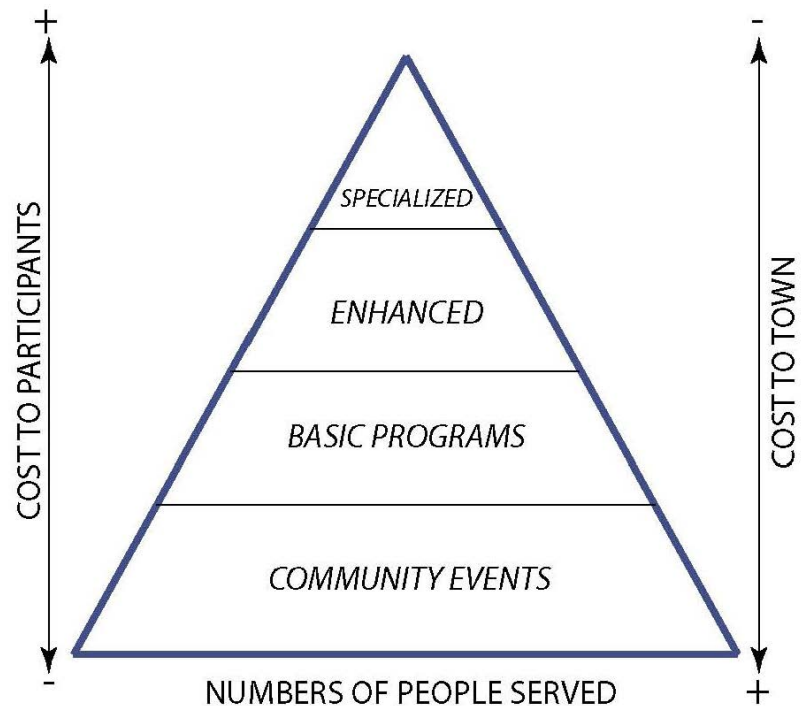 +
-
SPECIALIZED
ENHANCED
BASIC PROGRAMS
COMMUNITY EVENTS
COST TO PARTICIPANTS
COST TO TOWN
-
NUMBERS OF PEOPLE SERVED
+